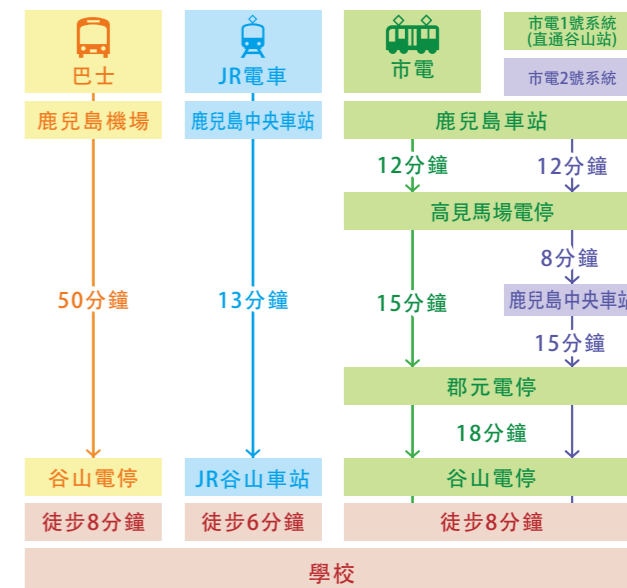 巴士
JR電車
市電
市電1號系統
(直通谷山站)
市電2號系統
鹿兒島機場
鹿兒島中央車站
鹿兒島車站
12分鐘
12分鐘
高見馬場電停
8分鐘
50分鐘
13分鐘
15分鐘
鹿兒島中央車站
15分鐘
郡元電停
18分鐘
谷山電停
JR谷山車站
谷山電停
徒步8分鐘
徒步6分鐘
徒步8分鐘
學校